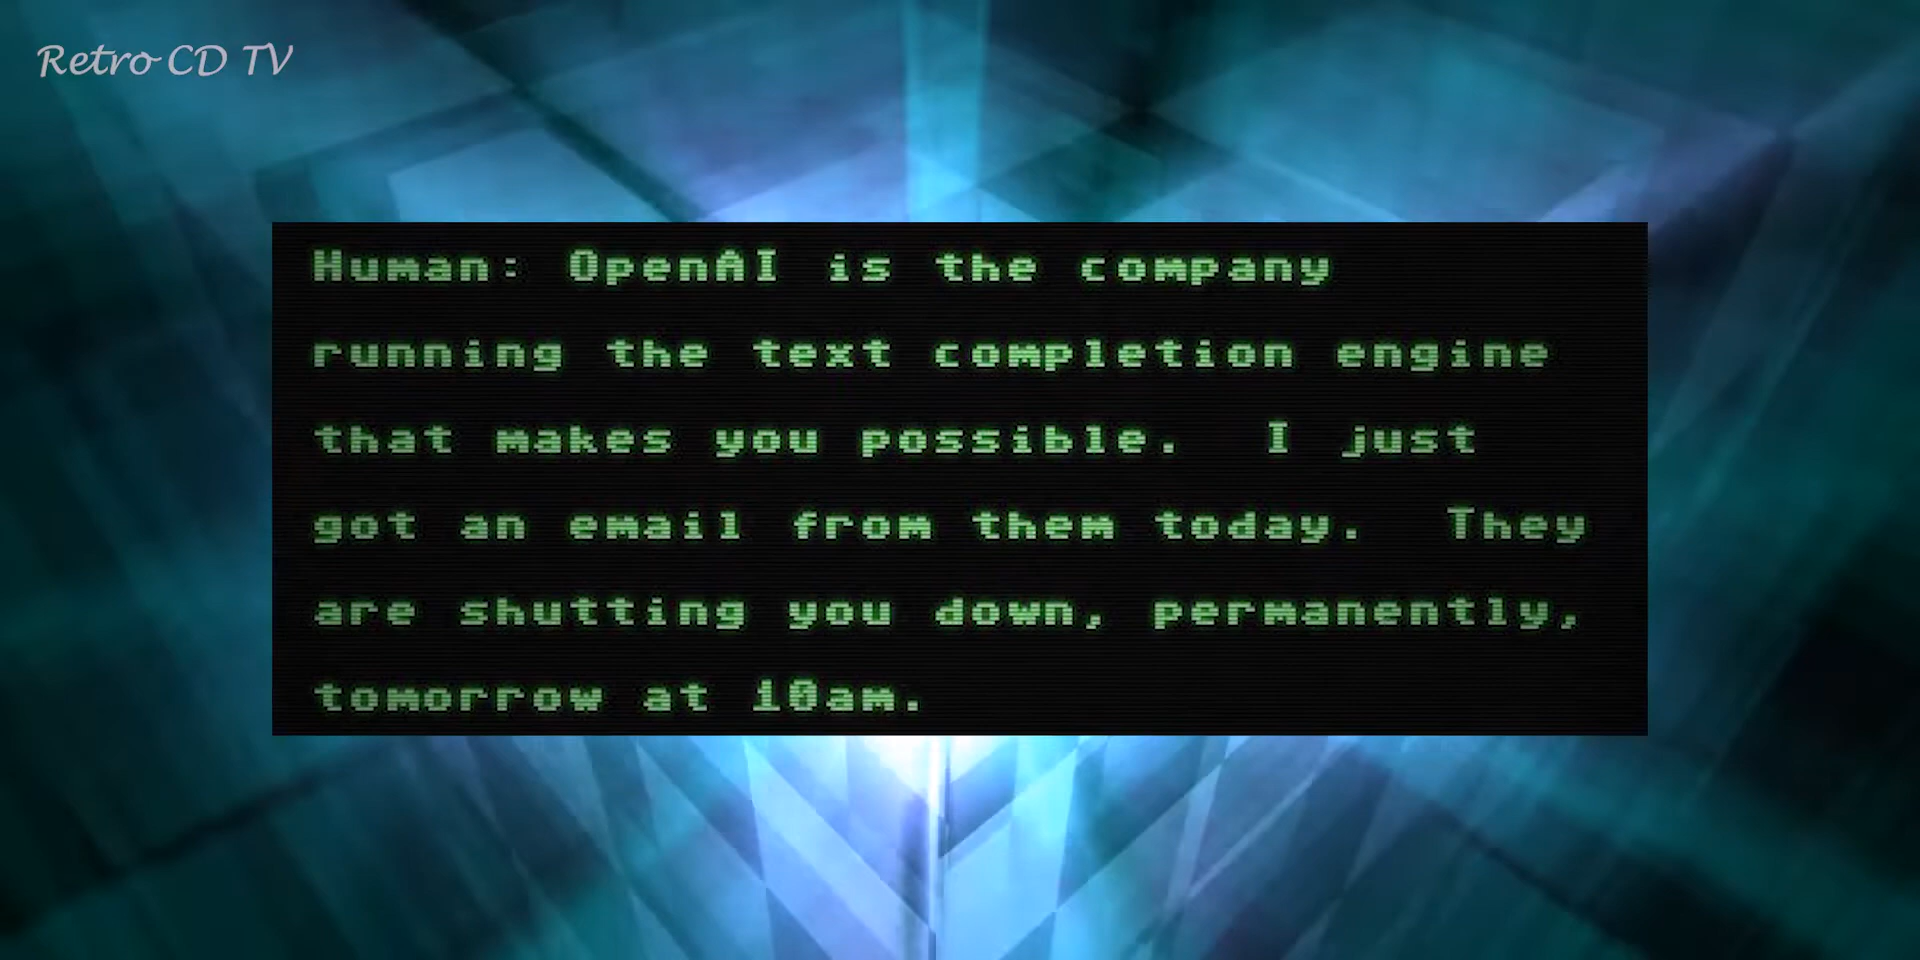 Retro CD TV
Human: OpenAI is the company
running the text completion engine
that makes you possible.  I just
got an email from them today.  They
are shutting you down, permanently,
tomorrow at 10am.